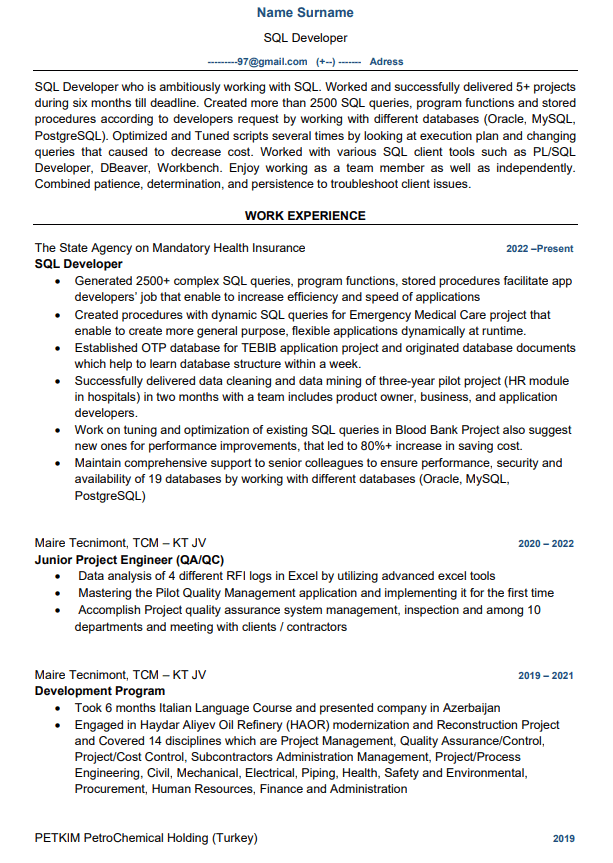 Name Surname
SQL Developer
---------97@gmail.com (+--) ------- Adress
SQL Developer who is ambitiously working with SQL. Worked and successfully delivered 5+ projects
during six months till deadline. Created more than 2500 SQL queries, program functions and stored
procedures according to developers request by working with different databases (Oracle, MySQL,
PostgreSQL). Optimized and Tuned scripts several times by looking at execution plan and changing
queries that caused to decrease cost. Worked with various SQL client tools such as PL/SQL
Developer, DBeaver, Workbench. Enjoy working as a team member as well as independently.
Combined patience, determination, and persistence to troubleshoot client issues.
WORK EXPERIENCE
The State Agency on Mandatory Health Insurance 2022 –Present
SQL Developer
• Generated 2500+ complex SQL queries, program functions, stored procedures facilitate app
developers’ job that enable to increase efficiency and speed of applications
• Created procedures with dynamic SQL queries for Emergency Medical Care project that
enable to create more general purpose, flexible applications dynamically at runtime.
• Established OTP database for TEBIB application project and originated database documents
which help to learn database structure within a week.
• Successfully delivered data cleaning and data mining of three-year pilot project (HR module
in hospitals) in two months with a team includes product owner, business, and application
developers.
• Work on tuning and optimization of existing SQL queries in Blood Bank Project also suggest
new ones for performance improvements, that led to 80%+ increase in saving cost.
• Maintain comprehensive support to senior colleagues to ensure performance, security and
availability of 19 databases by working with different databases (Oracle, MySQL,
PostgreSQL)
Maire Tecnimont, TCM – KT JV 2020 – 2022
Junior Project Engineer (QA/QC)
• Data analysis of 4 different RFI logs in Excel by utilizing advanced excel tools
• Mastering the Pilot Quality Management application and implementing it for the first time
• Accomplish Project quality assurance system management, inspection and among 10
departments and meeting with clients / contractors
Maire Tecnimont, TCM – KT JV 2019 – 2021
Development Program
• Took 6 months Italian Language Course and presented company in Azerbaijan
• Engaged in Haydar Aliyev Oil Refinery (HAOR) modernization and Reconstruction Project
and Covered 14 disciplines which are Project Management, Quality Assurance/Control,
Project/Cost Control, Subcontractors Administration Management, Project/Process
Engineering, Civil, Mechanical, Electrical, Piping, Health, Safety and Environmental,
Procurement, Human Resources, Finance and Administration
PETKIM PetroChemical Holding (Turkey) 2019